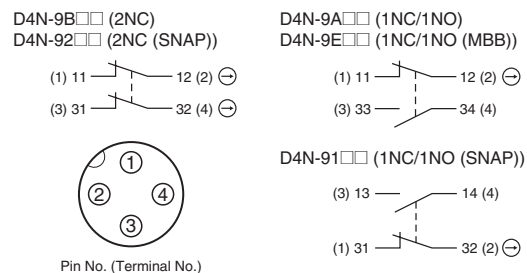 D4N-9B□□ (2NC)
D4N-92□□ (2NC (SNAP))
(1) 11 12 (2)
(3) 31 32 (4)
1
2 4
3
Pin No. (Terminal No.)
D4N-9A□□ (1NC/1NO)
D4N-9E□□ (1NC/1NO (MBB))
(1) 11 12 (2)
(3) 33 34 (4)
D4N-91□□ (1NC/1NO (SNAP))
(3) 13 14 (4)
(1) 31 32 (2)